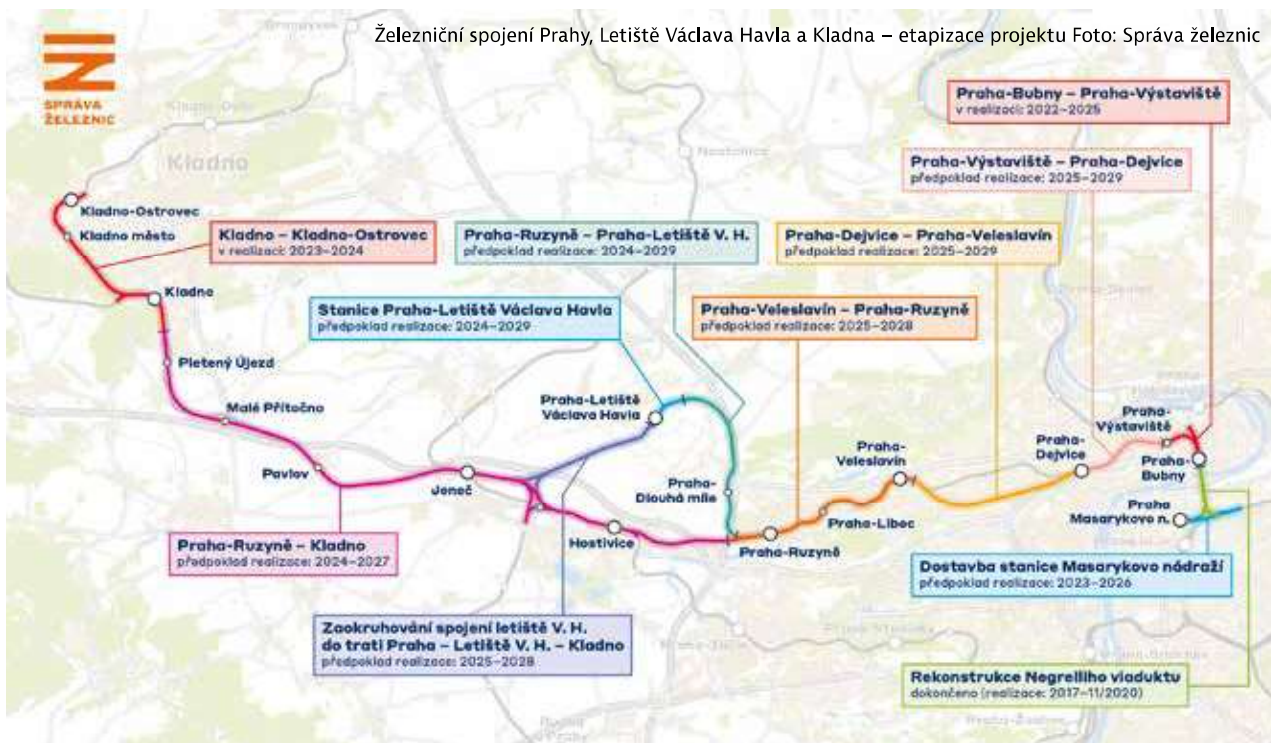 Železniční spojení Prahy, Letiště Václava Havla a Kladna – etapizace projektu Foto: Správa železnic
SPRÁVA
ŽELEZNIC
Praha-Bubny – Praha-Výstaviště
v realizaci: 2022–2025
Praha-Výstaviště – Praha-Dejvice
předpoklad realizace: 2025–2029
Kladno
Kladno-Ostrovec
Kladno město
Kladno – Kladno-Ostrovec
v realizaci: 2023–2024
Praha-Ruzyně – Praha-Letiště V. H.
předpoklad realizace: 2024–2029
Praha-Dejvice – Praha-Veleslavín
předpoklad realizace: 2025–2029
Kladno
Stanice Praha-Letiště Václava Havla
předpoklad realizace: 2024–2029
Praha-Veleslavín – Praha-Ruzyně
předpoklad realizace: 2025–2028
Pletený Újezd
Malé Přítočno
Praha-Letiště
Václava Havla
Praha-
Výstaviště
Praha-
Dejvice
Praha-
Veleslavín
Praha-
Bubny
Pavlov
Jeneč
Praha-
Dlouhá míle
Praha
Masarykovo n.
Praha-Liboc
Hostivice
Praha-Ruzyně
Praha-Ruzyně – Kladno
předpoklad realizace: 2024–2027
Dostavba stanice Masarykovo nádraží
předpoklad realizace: 2023–2026
Zaokruhování spojení letiště V. H.
do trati Praha – Letiště V. H. – Kladno
předpoklad realizace: 2025–2028
Rekonstrukce Negrelliho viaduktu
dokončeno (realizace: 2017–11/2020)